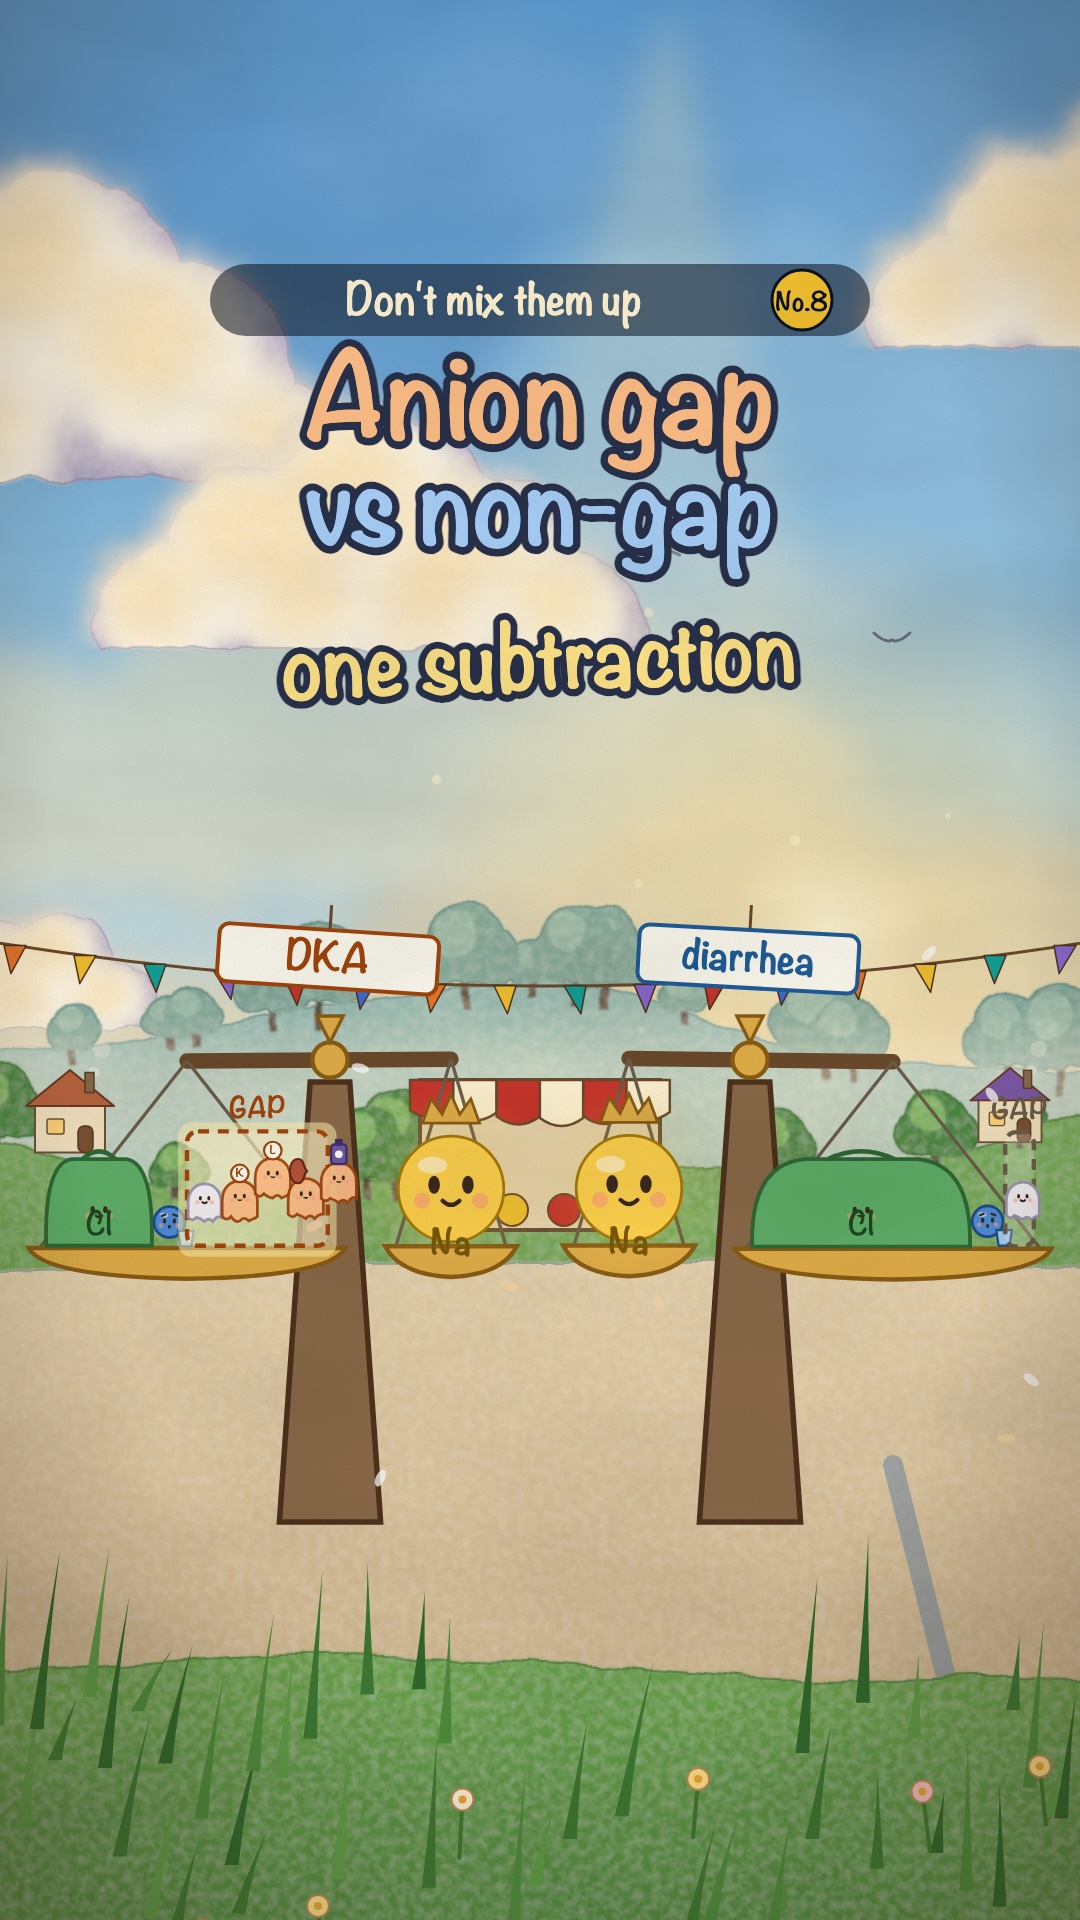 Don't mix them up
No.8
Anion gap
vs non-gap
one subtraction
DKA
diarrhea
GAP
GAP
L
K
Cl
Na
Na
Cl